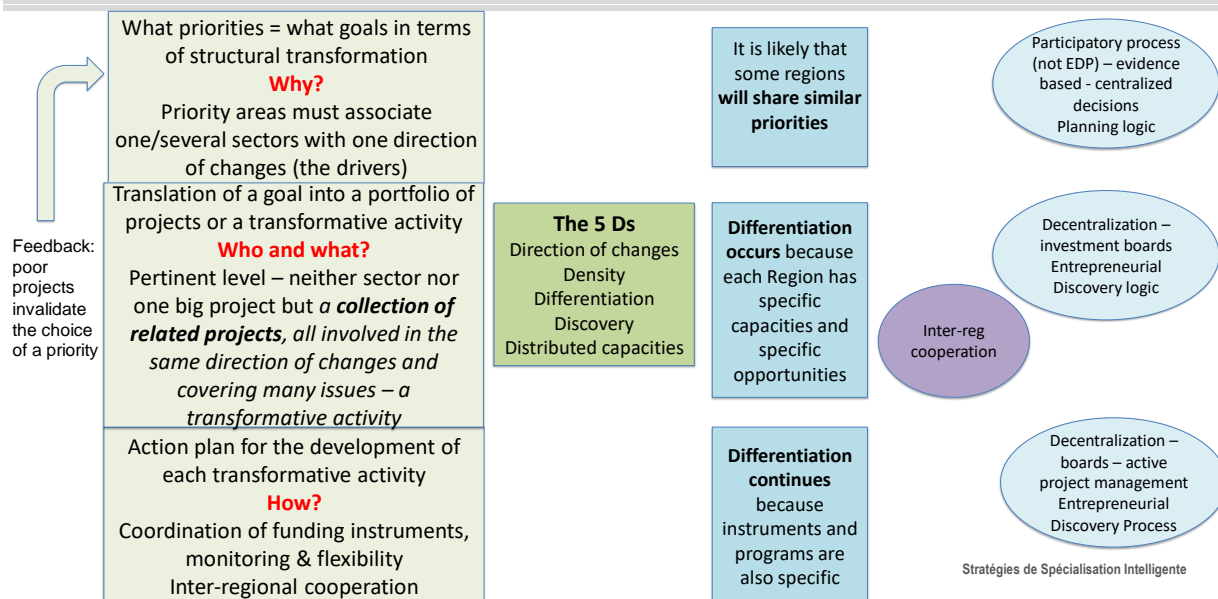 What priorities = what goals in terms
of structural transformation
Why?
Priority areas must associate
one/several sectors with one direction
of changes (the drivers)
Translation of a goal into a portfolio of
projects or a transformative activity
Who and what?
Pertinent level – neither sector nor
one big project but a collection of
related projects, all involved in the
same direction of changes and
covering many issues – a
transformative activity
Action plan for the development of
each transformative activity
How?
Coordination of funding instruments,
monitoring & flexibility
Inter-regional cooperation
Feedback:
poor
projects
invalidate
the choice
of a priority
The 5 Ds
Direction of changes
Density
Differentiation
Discovery
Distributed capacities
It is likely that
some regions
will share similar
priorities
Differentiation
occurs because
each Region has
specific
capacities and
specific
opportunities
Differentiation
continues
because
instruments and
programs are
also specific
Inter-reg
cooperation
Participatory process
(not EDP) – evidence
based - centralized
decisions
Planning logic
Decentralization –
investment boards
Entrepreneurial
Discovery logic
Decentralization –
boards – active
project management
Entrepreneurial
Discovery Process
Stratégies de Spécialisation Intelligente